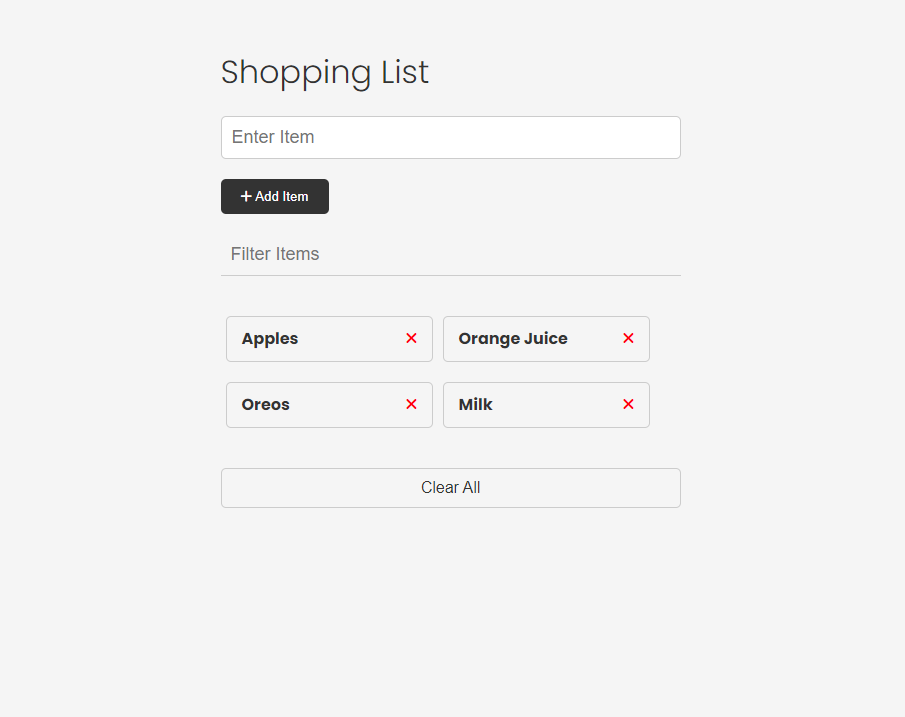 Shopping List
Enter Item
+ Add Item
Filter Items
Apples
Orange Juice
Oreos
Milk
Clear All